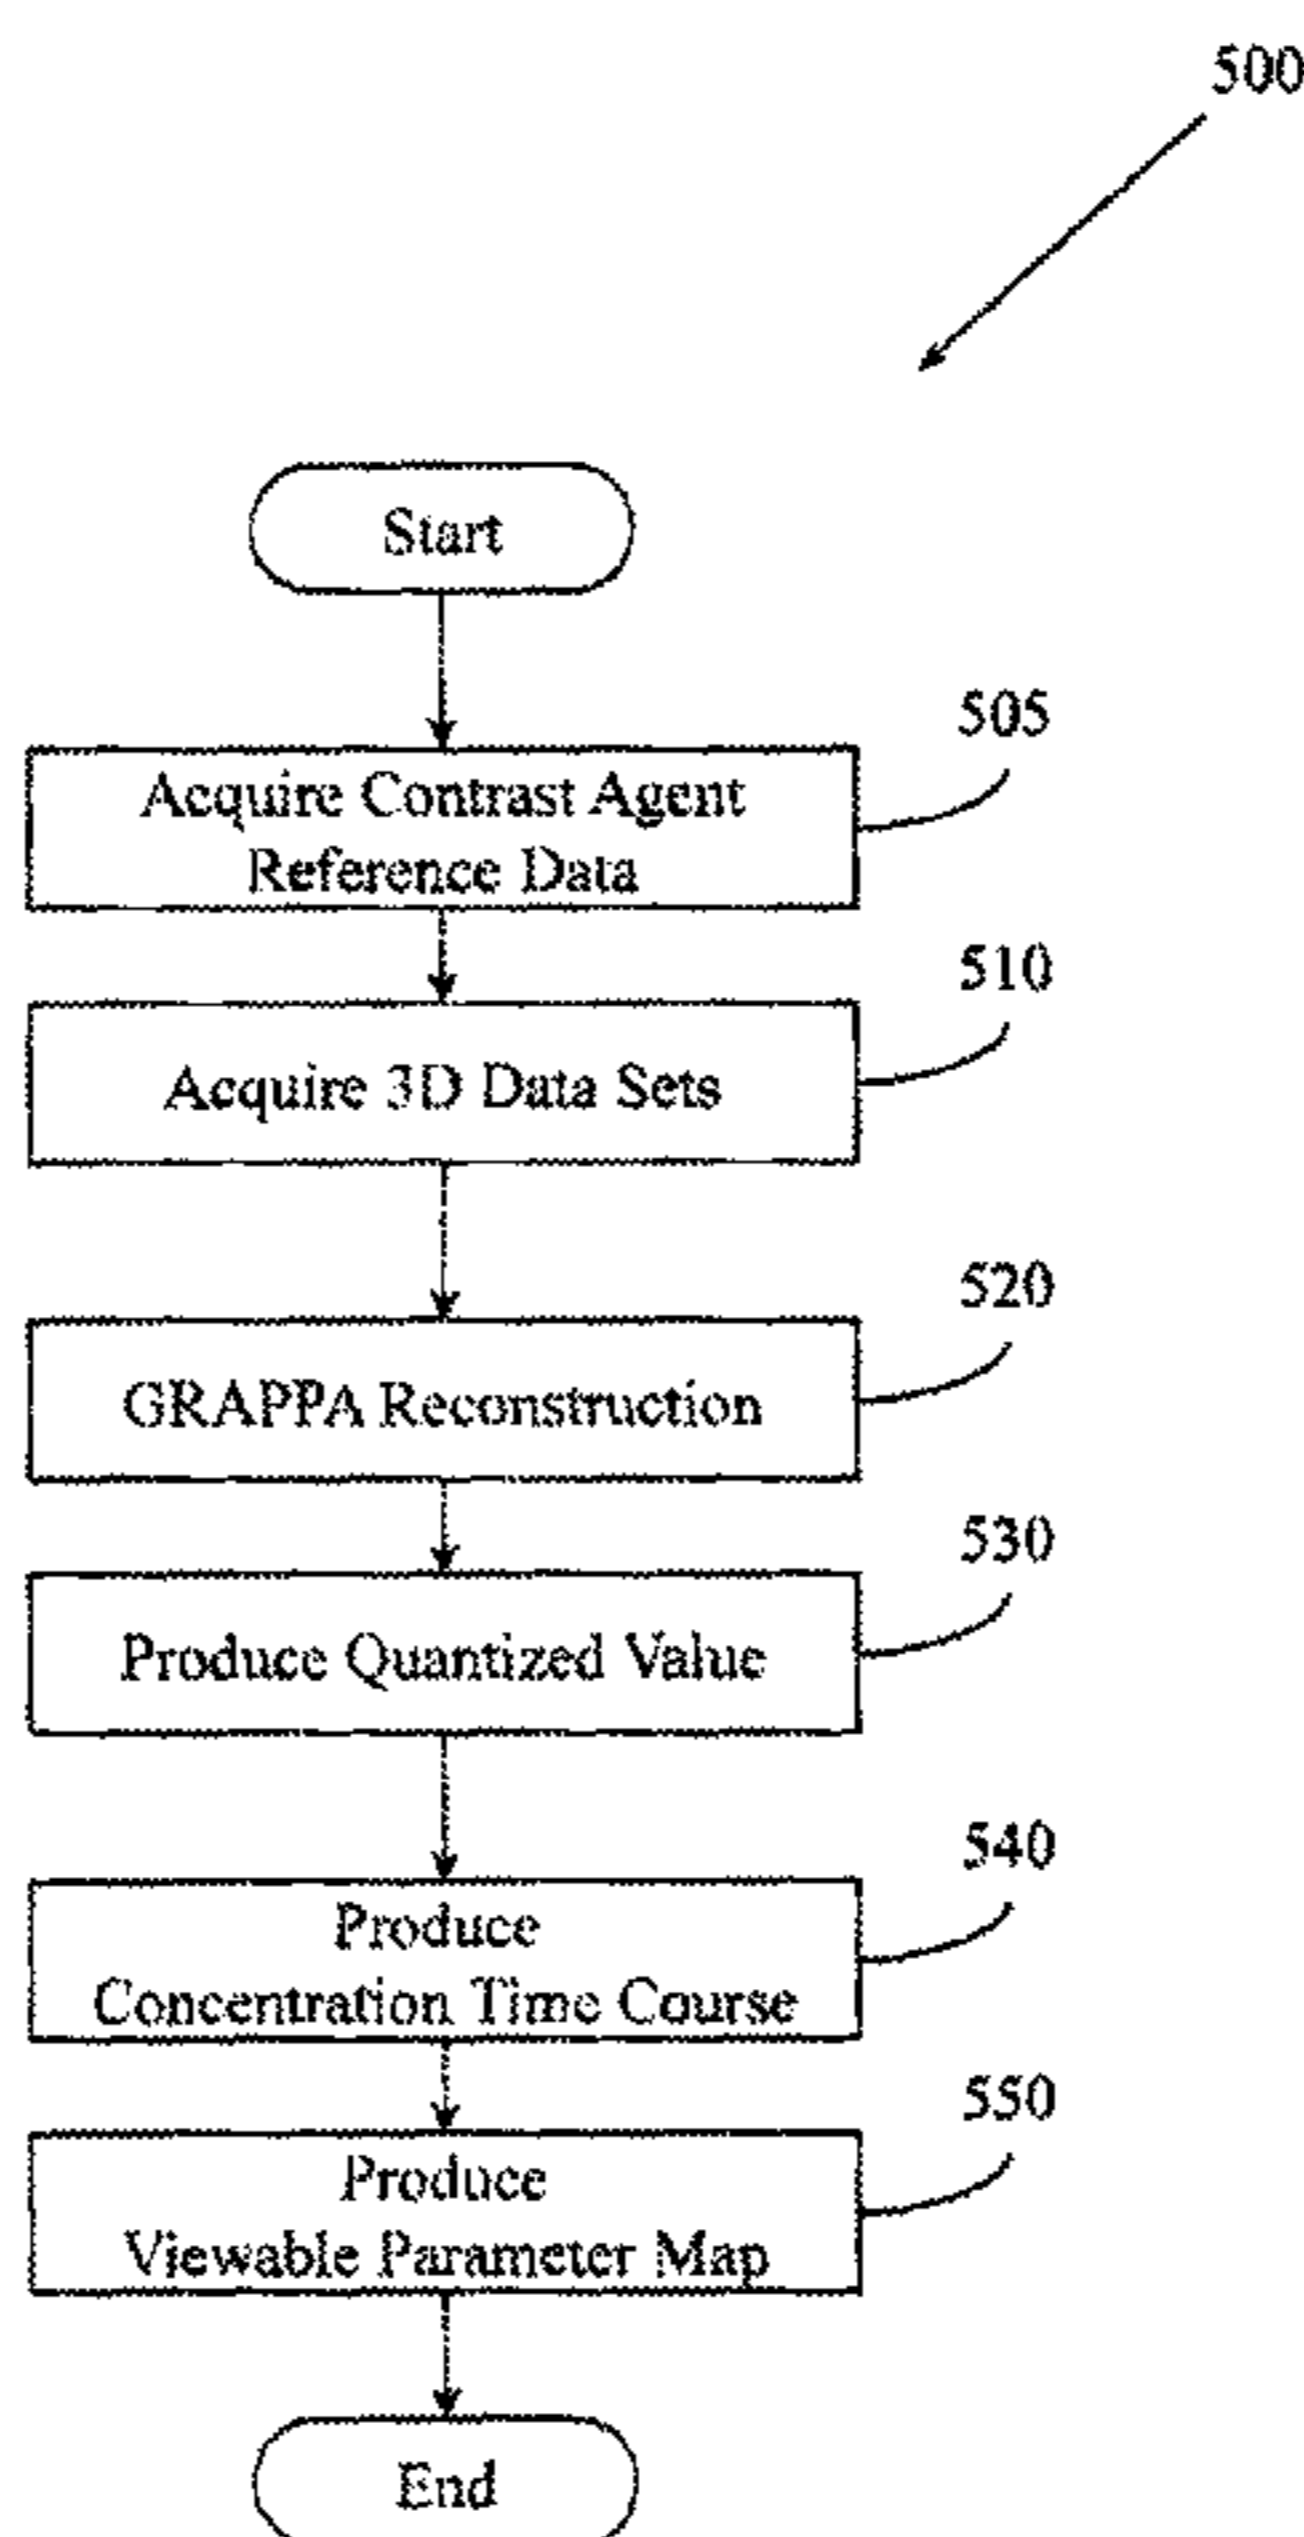 500
Start
505
Acquire Contrast Agent
Reference Data
510
Acquire 3D Data Sets
520
GRAPPA Reconstruction
530
Produce Quantized Value
540
Produce
Concentration Time Course
550
Produce
Viewable Parameter Map
End